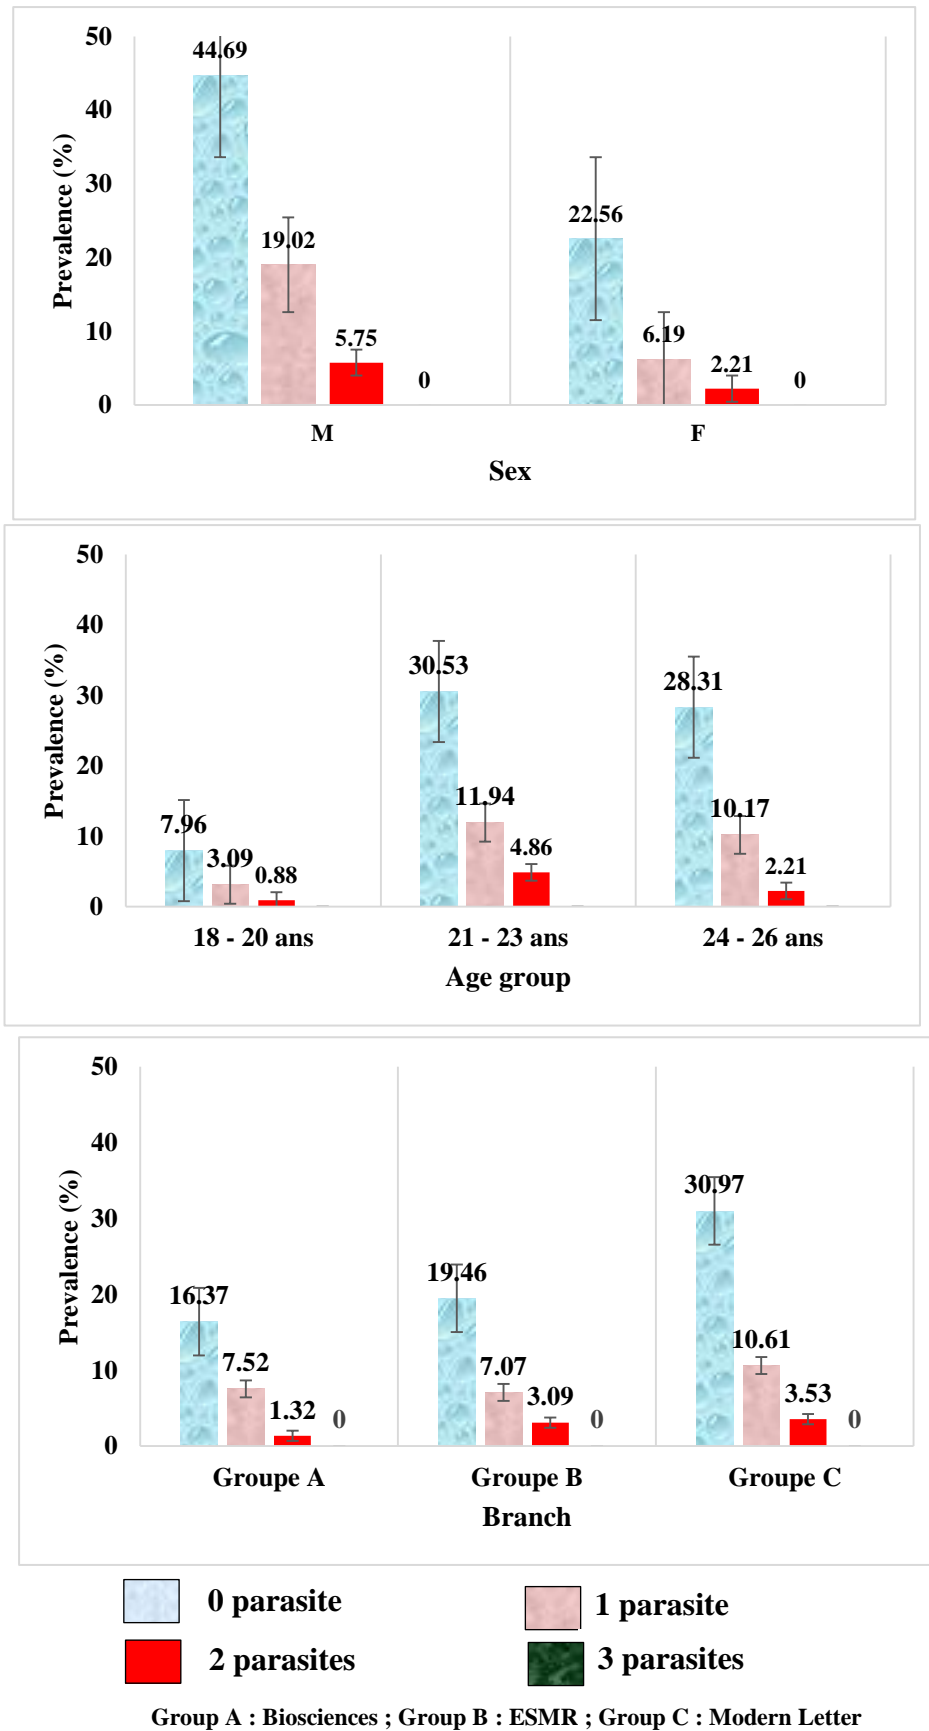 50
44.69
40
30
22.56
20
19.02
10
6.19
5.75
2.21
0
0
0
M
F
Prevalence (%)
Sex
50
40
30.53
30
28.31
20
11.94
10.17
10
7.96
4.86
3.09
2.21
0.88
0
18 - 20 ans
21 - 23 ans
24 - 26 ans
Prevalence (%)
Age group
50
40
30.97
30
19.46
20
16.37
10.61
10
7.52
7.07
3.53
3.09
1.32
0
0
0
0
Groupe A
Groupe B
Groupe C
Prevalence (%)
Branch
0 parasite
1 parasite
2 parasites
3 parasites
Group A : Biosciences ; Group B : ESMR ; Group C : Modern Letter